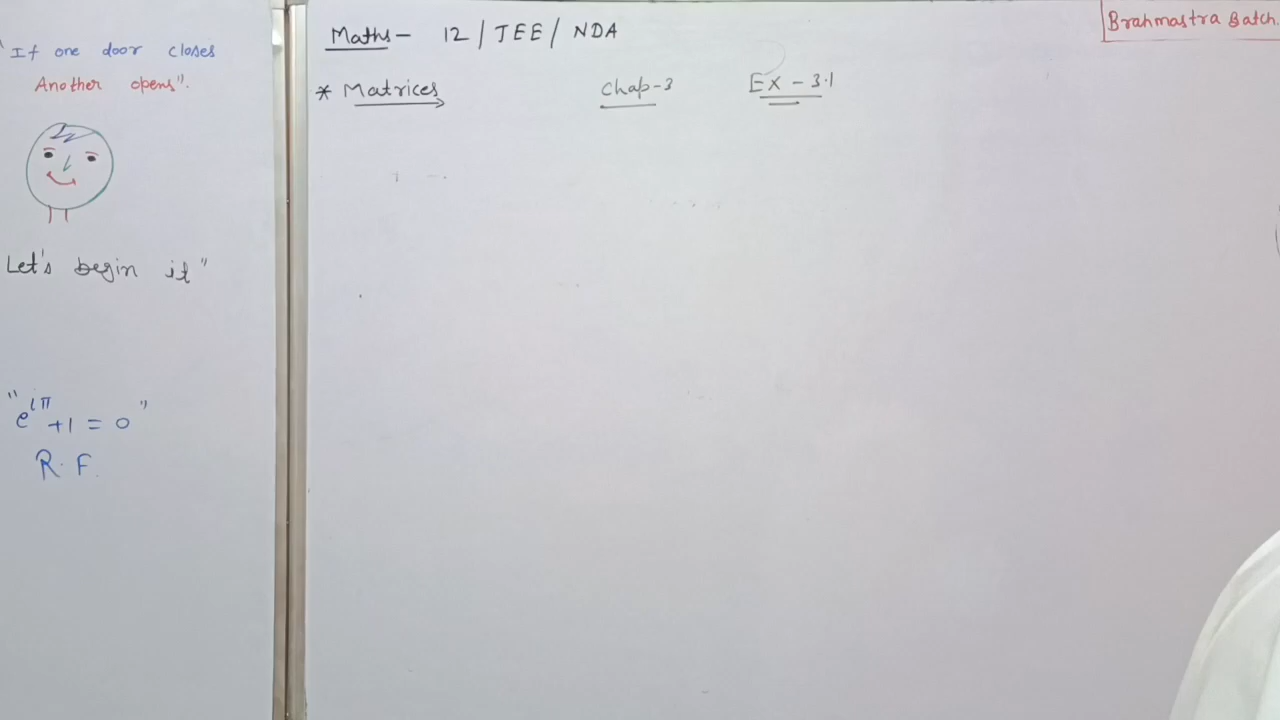 "If one door closes
Another opens".
Let's begin it"
"e^{iπ}+1 = 0"
R.F.
Maths - 12 / JEE / NDA
Brahmastra Batch.
* Matrices Chap-3 Ex - 3.1